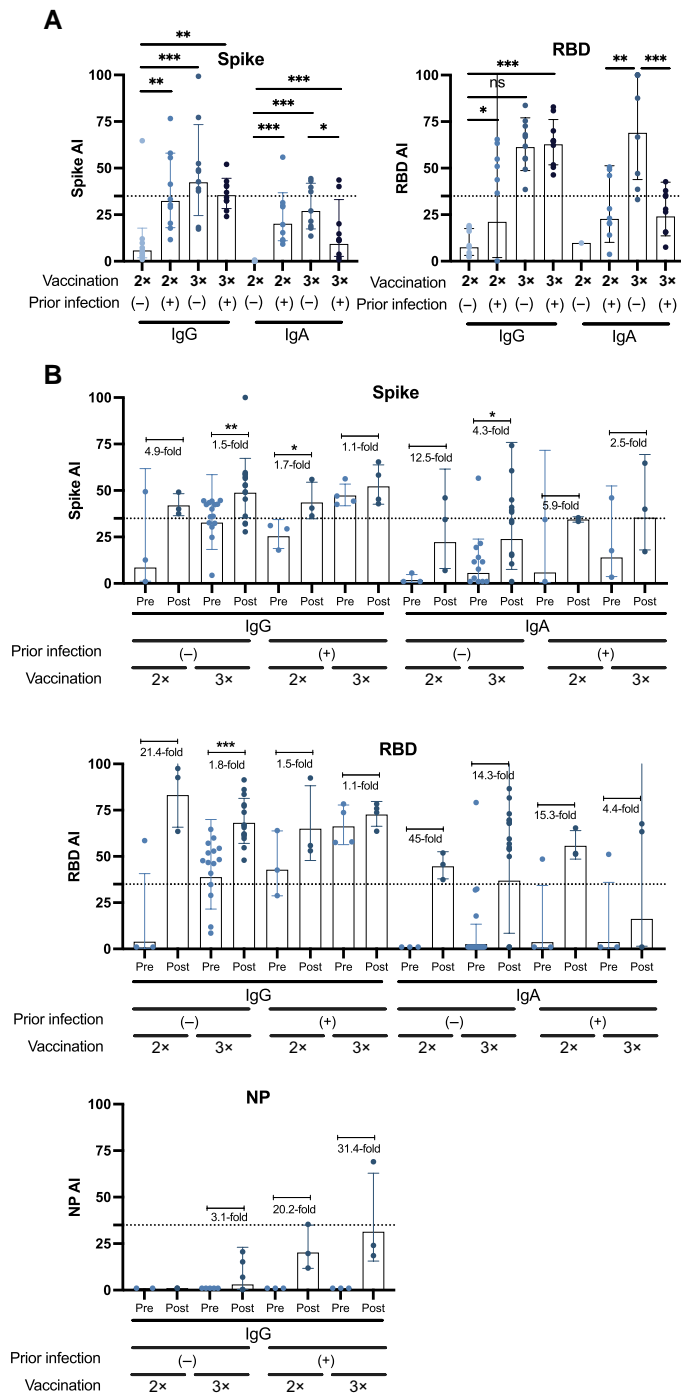 A
Spike
RBD
** *** ** *** *** *** *
*** ns * ** ***
100
75
50
25
0
Spike AI
100
75
50
25
0
RBD AI
Vaccination 2× 2× 3× 3× 2× 2× 3× 3×
Prior infection (–) (+) (–) (+) (–) (+) (–) (+)
IgG IgA
Vaccination 2× 2× 3× 3× 2× 2× 3× 3×
Prior infection (–) (+) (–) (+) (–) (+) (–) (+)
IgG IgA
B
Spike
100
75
50
25
0
Spike AI
4.9-fold
**
1.5-fold
*
1.7-fold
1.1-fold
12.5-fold
*
4.3-fold
5.9-fold
2.5-fold
Pre Post Pre Post Pre Post Pre Post Pre Post Pre Post Pre Post Pre Post
IgG IgA
Prior infection (–) (+) (–) (+)
Vaccination 2× 3× 2× 3× 2× 3× 2× 3×
RBD
100
75
50
25
0
RBD AI
21.4-fold
***
1.8-fold
1.5-fold
1.1-fold
45-fold
14.3-fold
15.3-fold
4.4-fold
Pre Post Pre Post Pre Post Pre Post Pre Post Pre Post Pre Post Pre Post
IgG IgA
Prior infection (–) (+) (–) (+)
Vaccination 2× 3× 2× 3× 2× 3× 2× 3×
NP
100
75
50
25
0
NP AI
3.1-fold
20.2-fold
31.4-fold
Pre Post Pre Post Pre Post Pre Post
IgG
Prior infection (–) (+)
Vaccination 2× 3× 2× 3×